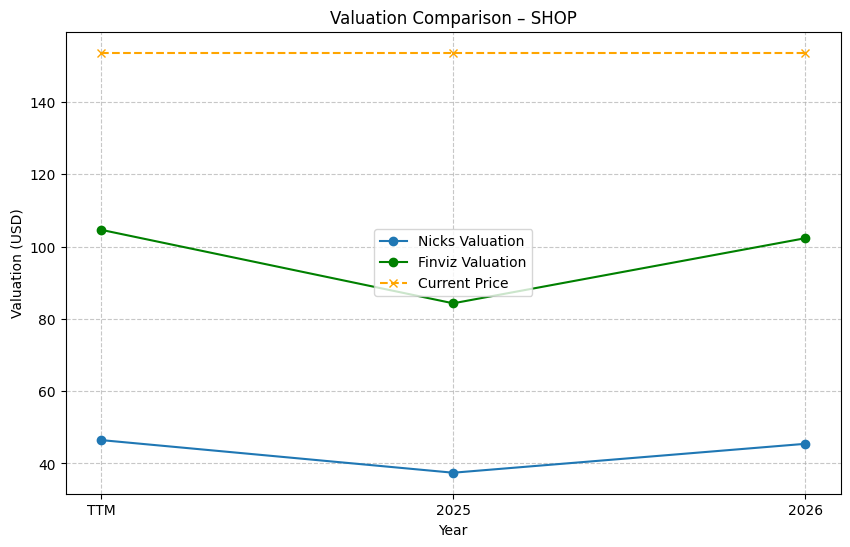 Valuation Comparison – SHOP
Valuation (USD)
140
120
100
80
60
40
Nicks Valuation
Finviz Valuation
Current Price
TTM 2025 2026
Year